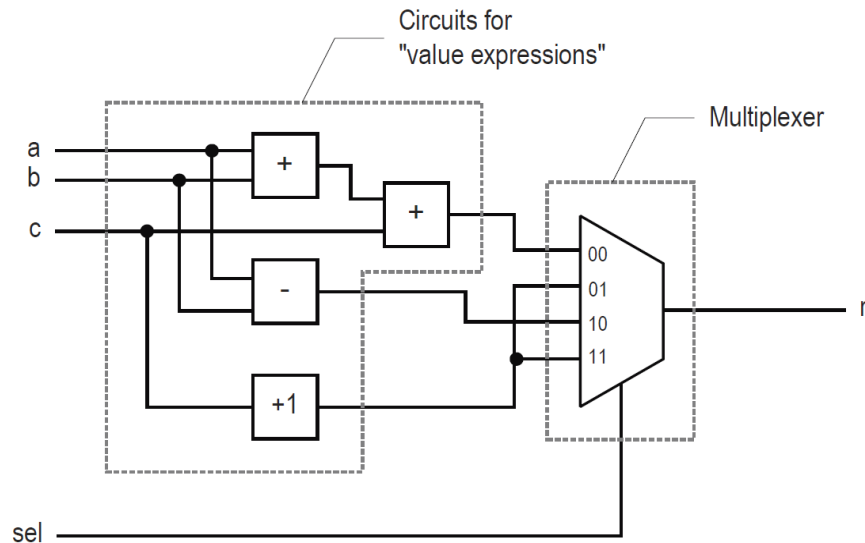 Circuits for
"value expressions"
Multiplexer
a
b
c
+
+
-
+1
00
01
10
11
r
sel